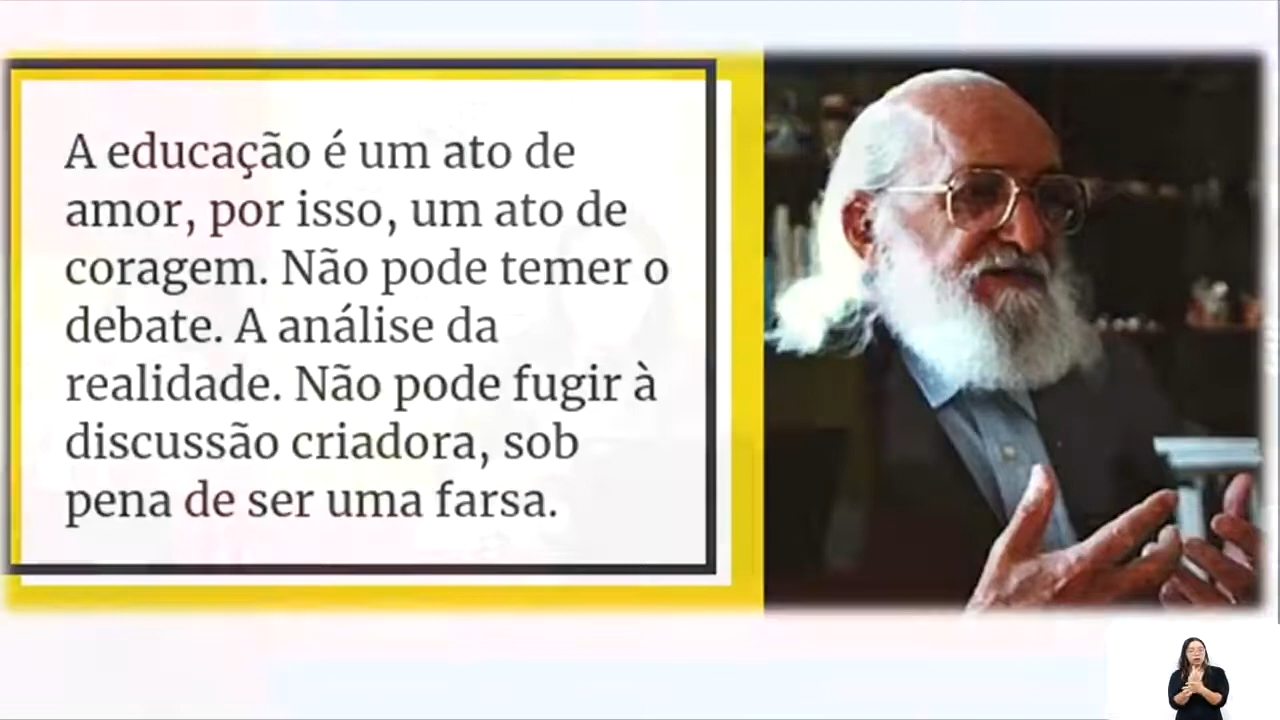 A educação é um ato de
amor, por isso, um ato de
coragem. Não pode temer o
debate. A análise da
realidade. Não pode fugir à
discussão criadora, sob
pena de ser uma farsa.